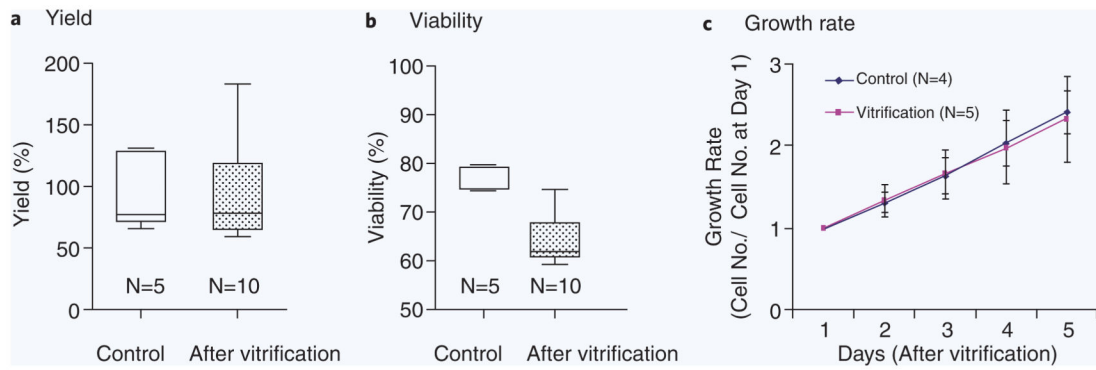 a Yield
200
150
100
50
0
Yield (%)
N=5 N=10
Control After vitrification
b Viability
100
90
80
70
60
50
Viability (%)
N=5 N=10
Control After vitrification
c Growth rate
3
2
1
0
Growth Rate
(Cell No./ Cell No. at Day 1)
Control (N=4)
Vitrification (N=5)
1 2 3 4 5
Days (After vitrification)